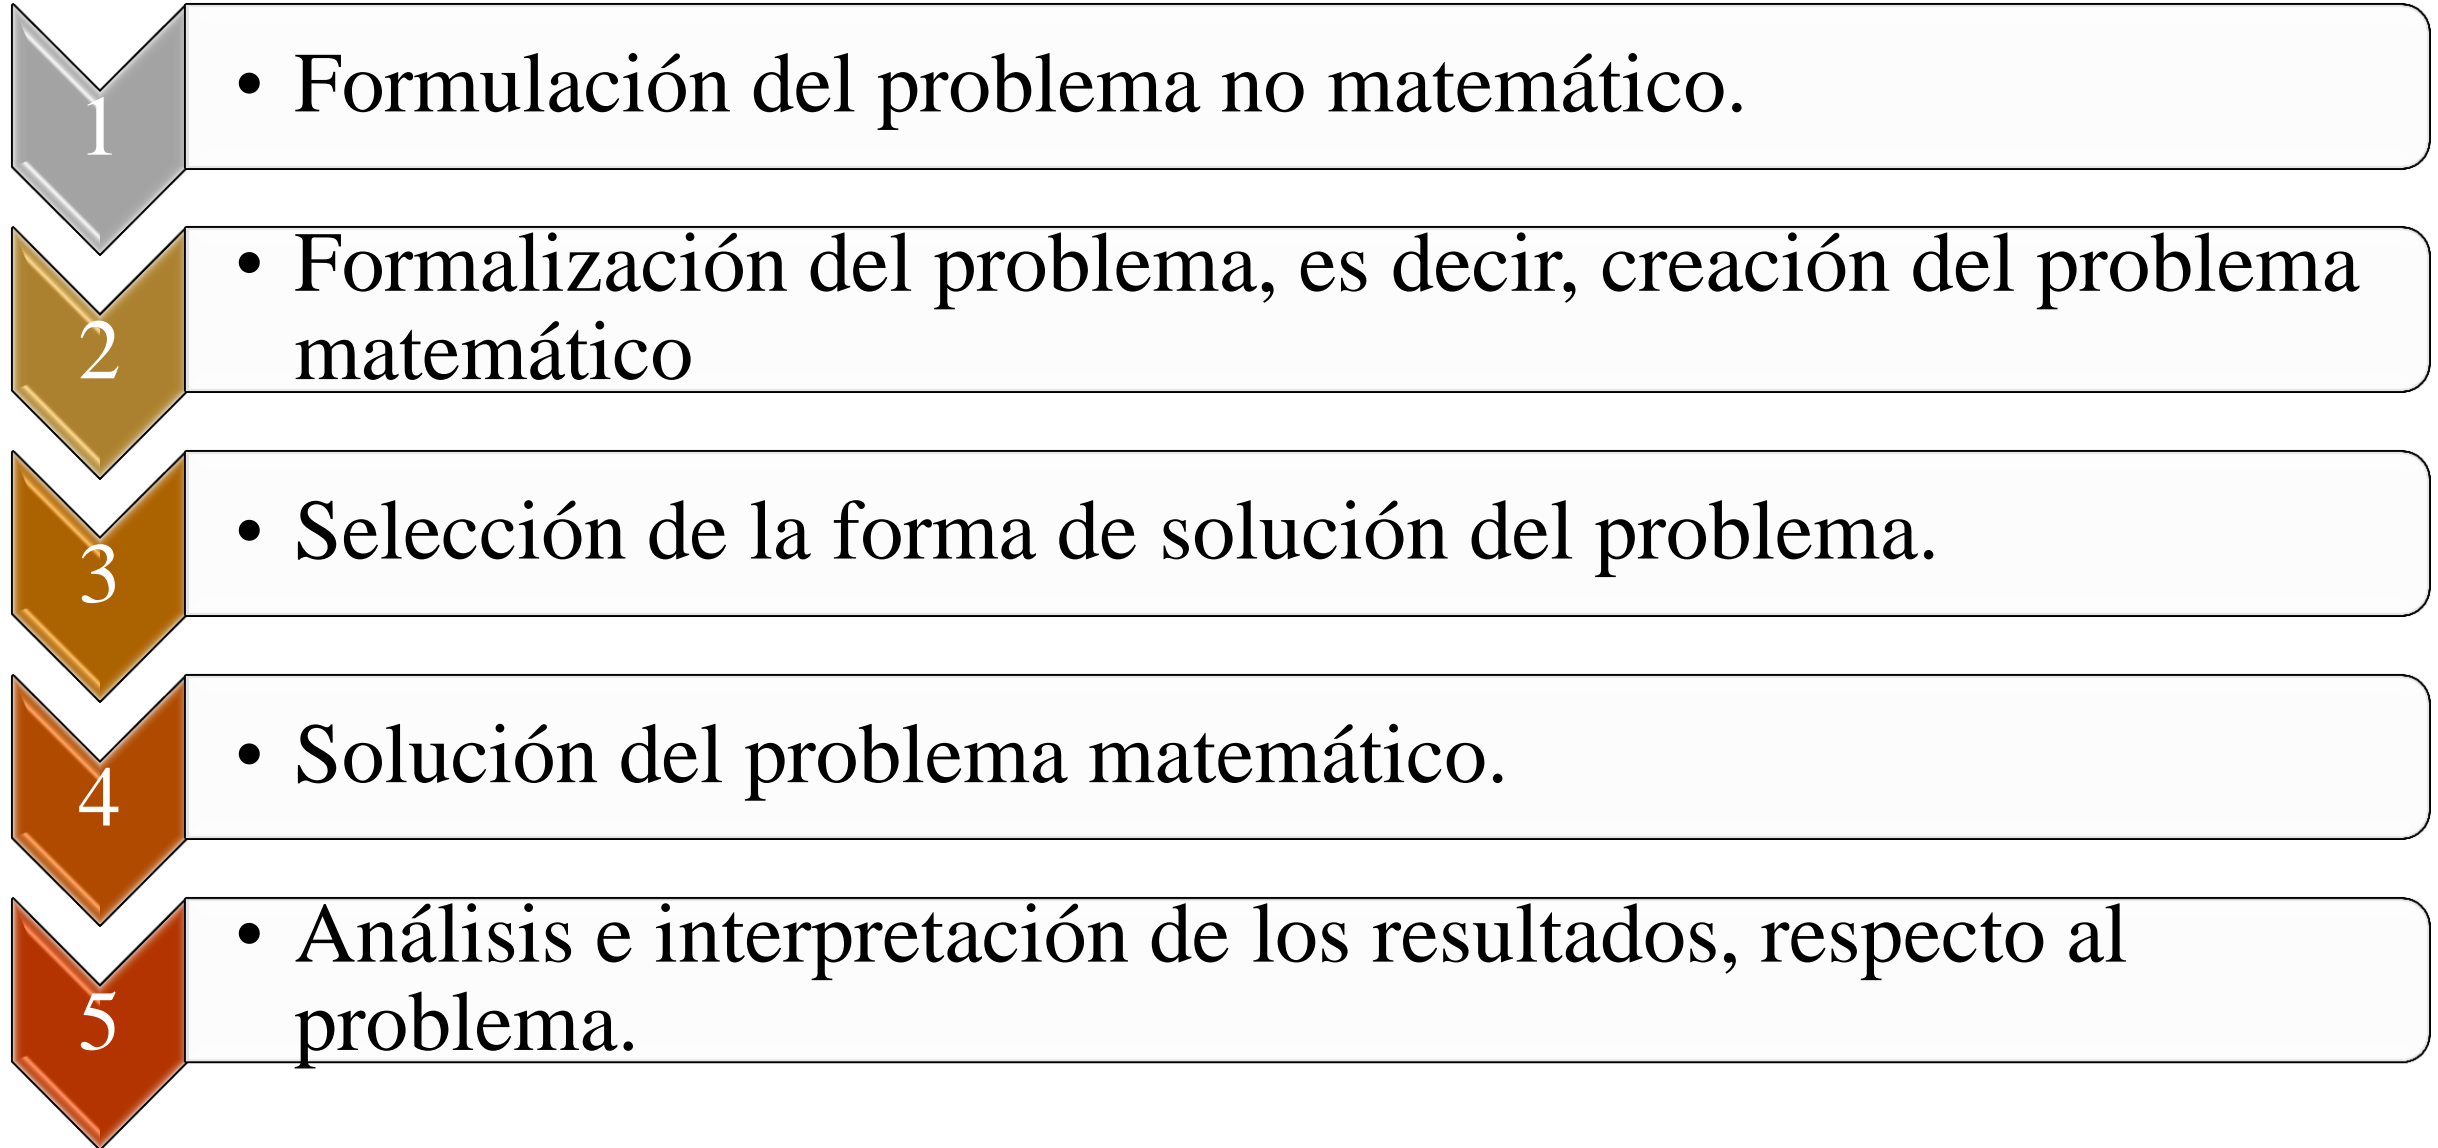 1
• Formulación del problema no matemático.
2
• Formalización del problema, es decir, creación del problema
matemático
3
• Selección de la forma de solución del problema.
4
• Solución del problema matemático.
5
• Análisis e interpretación de los resultados, respecto al
problema.